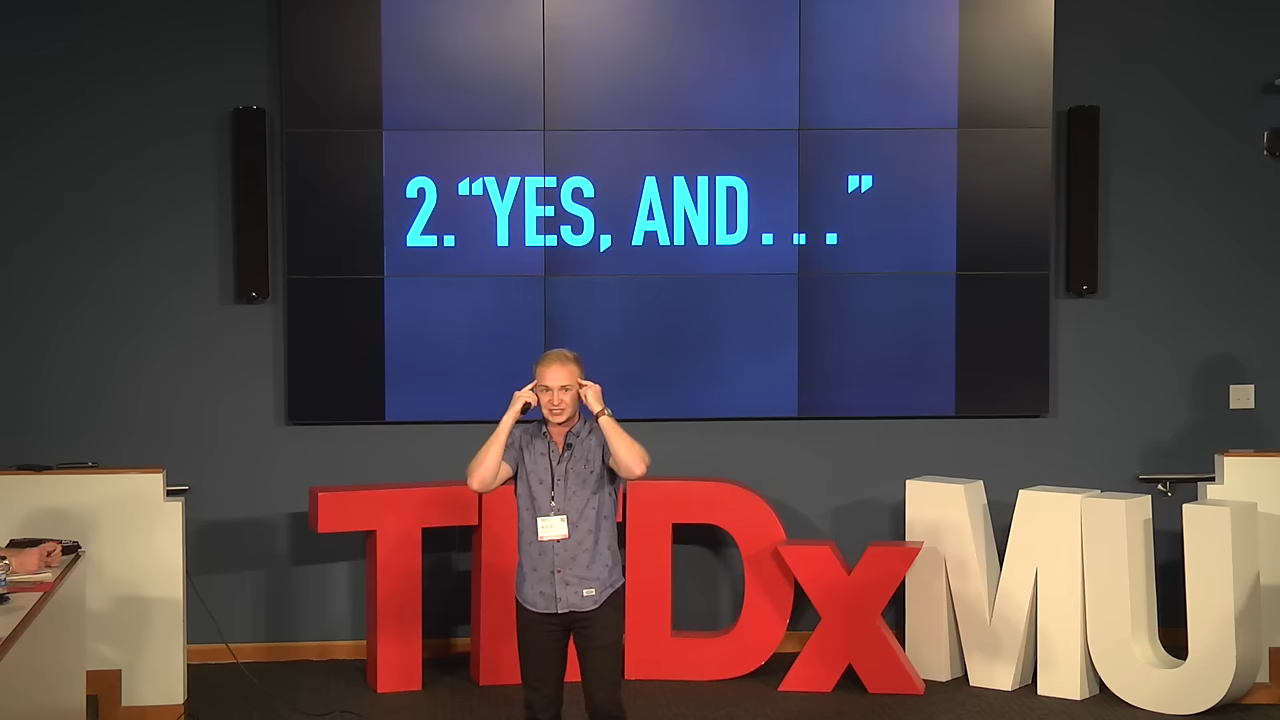 2. “YES, AND . . . ”
TEDxMU